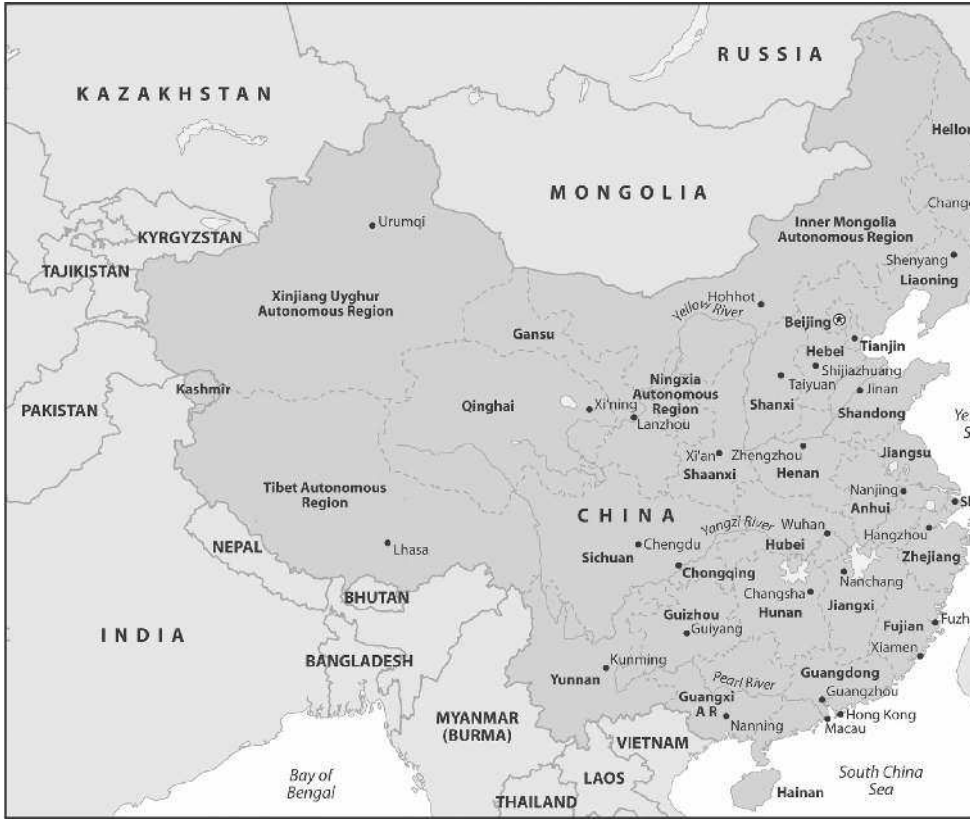 RUSSIA
KAZAKHSTAN
MONGOLIA
Urumqi
KYRGYZSTAN
TAJIKISTAN
Inner Mongolia
Autonomous Region
Shenyang
Liaoning
Xinjiang Uyghur
Autonomous Region
Hohhot
Yellow River
Beijing
Gansu
Hebei
Tianjin
Shijiazhuang
Kashmir
Ningxia
Autonomous
Region
Taiyuan
Jinan
PAKISTAN
Qinghai
Xi'ning
Lanzhou
Shanxi
Shandong
Xi'an
Zhengzhou
Jiangsu
Shaanxi
Henan
Tibet Autonomous
Region
Nanjing
Anhui
CHINA
Yangzi River
Wuhan
Hangzhou
NEPAL
Lhasa
Chengdu
Sichuan
Hubei
Zhejiang
Chongqing
Nanchang
BHUTAN
Changsha
Hunan
Jiangxi
Guizhou
Guiyang
Fujian
INDIA
Xiamen
BANGLADESH
Kunming
Yunnan
Pearl River
Guangdong
Guangxi
A R
Guangzhou
Hong Kong
Macau
Nanning
MYANMAR
(BURMA)
VIETNAM
Bay of
Bengal
LAOS
South China
Sea
THAILAND
Hainan